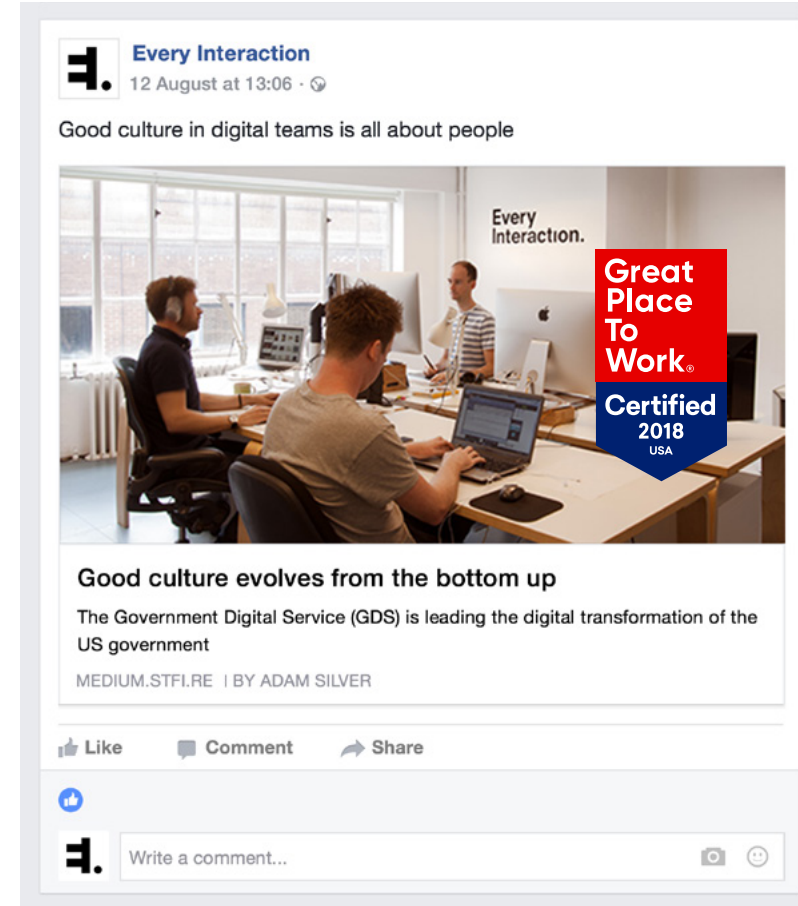 Every Interaction
12 August at 13:06 ·
Good culture in digital teams is all about people
Every
Interaction.
Great
Place
To
Work®
Certified
2018
USA
Good culture evolves from the bottom up
The Government Digital Service (GDS) is leading the digital transformation of the
US government
MEDIUM.STFI.RE | BY ADAM SILVER
Like Comment Share
Write a comment...